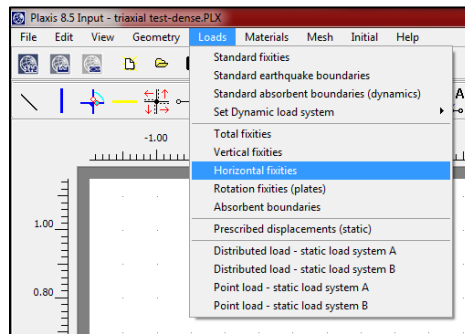 Plaxis 8.5 Input - triaxial test-dense.PLX
File Edit View Geometry Loads Materials Mesh Initial Help
Standard fixities
Standard earthquake boundaries
Standard absorbent boundaries (dynamics)
Set Dynamic load system
Total fixities
Vertical fixities
Horizontal fixities
Rotation fixities (plates)
Absorbent boundaries
Prescribed displacements (static)
Distributed load - static load system A
Distributed load - static load system B
Point load - static load system A
Point load - static load system B
A
-1.00
1.00
0.80